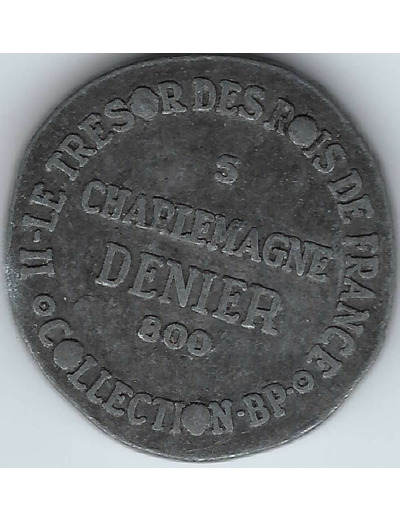 II-LE TRESOR DES ROIS DE FRANCE
5
CHARLEMAGNE
DENIER
800
COLLECTION-BP-